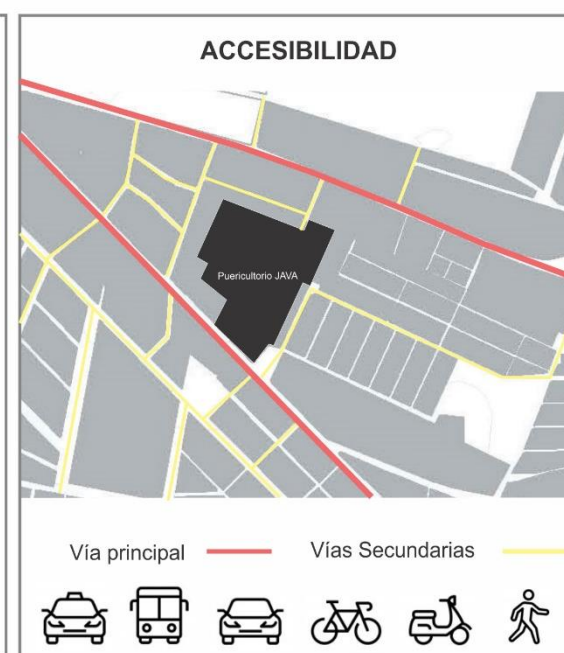 ACCESIBILIDAD
Puericultorio JAVA
Vía principal
Vías Secundarias